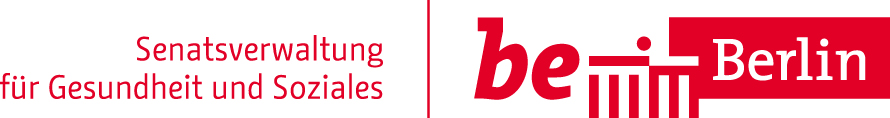 Senatsverwaltung
für Gesundheit und Soziales
be Berlin